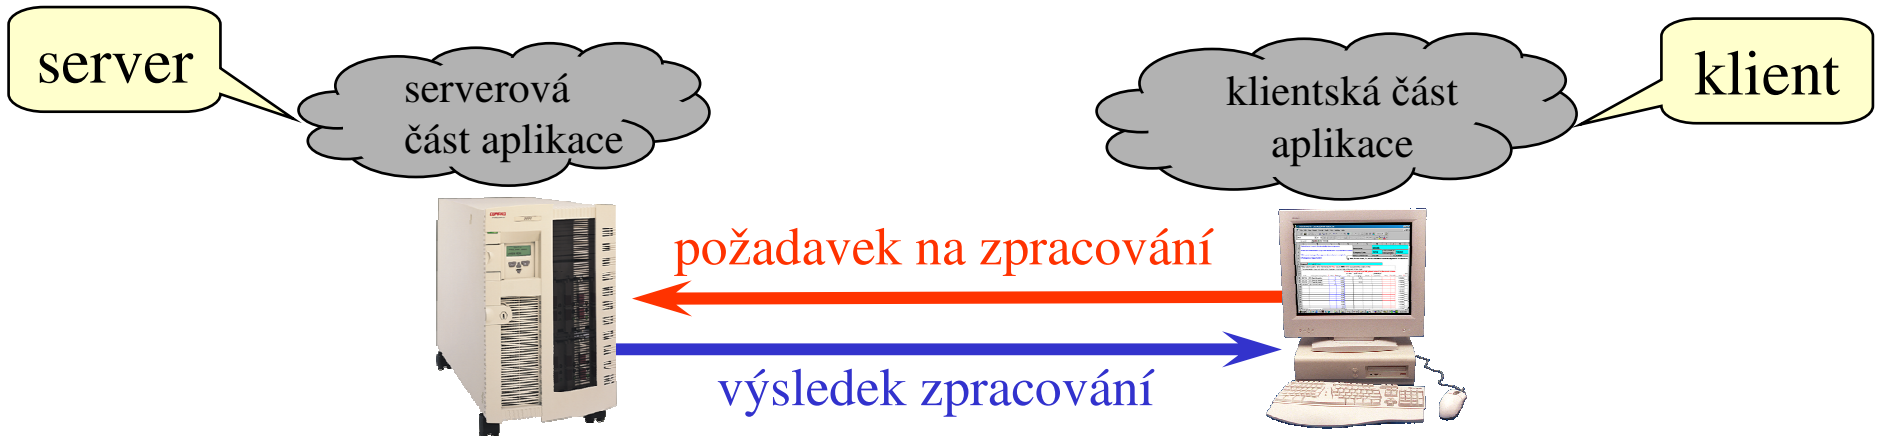 server
serverová
část aplikace
klientská část
aplikace
klient
požadavek na zpracování
výsledek zpracování